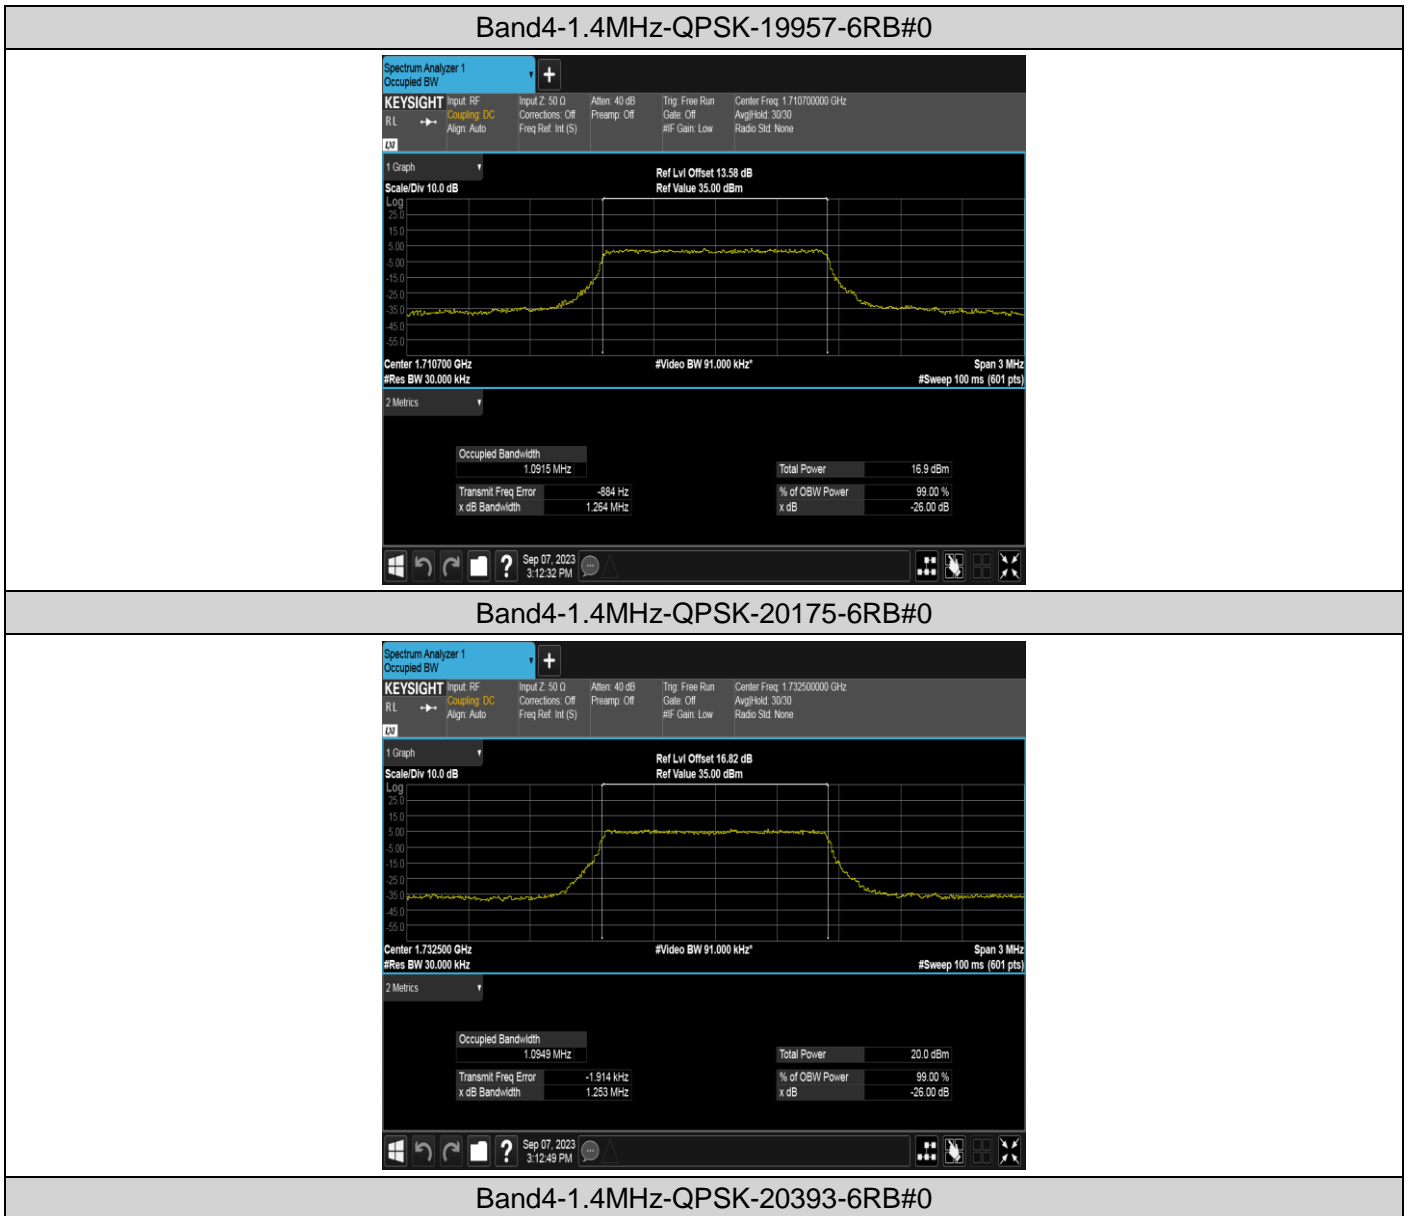 Band4-1.4MHz-QPSK-19957-6RB#0
Spectrum Analyzer 1
Occupied BW
+
KEYSIGHT Input: RF Input Z: 50 Ω Atten: 40 dB Trig: Free Run Center Freq: 1.710700000 GHz
RL Coupling: DC Corrections: Off Preamp: Off Gate: Off Avg|Hold: 30/30
Align: Auto Freq Ref: Int (S) #IF Gain: Low Radio Std: None
LXI
1 Graph
Ref Lvl Offset 13.58 dB
Scale/Div 10.0 dB Ref Value 35.00 dBm
Log
25.0
15.0
5.00
-5.00
-15.0
-25.0
-35.0
-45.0
-55.0
Center 1.710700 GHz #Video BW 91.000 kHz* Span 3 MHz
#Res BW 30.000 kHz #Sweep 100 ms (601 pts)
2 Metrics
Occupied Bandwidth
1.0915 MHz Total Power 16.9 dBm
Transmit Freq Error -884 Hz % of OBW Power 99.00 %
x dB Bandwidth 1.264 MHz x dB -26.00 dB
? Sep 07, 2023
3:12:32 PM
Band4-1.4MHz-QPSK-20175-6RB#0
Spectrum Analyzer 1
Occupied BW
+
KEYSIGHT Input: RF Input Z: 50 Ω Atten: 40 dB Trig: Free Run Center Freq: 1.732500000 GHz
RL Coupling: DC Corrections: Off Preamp: Off Gate: Off Avg|Hold: 30/30
Align: Auto Freq Ref: Int (S) #IF Gain: Low Radio Std: None
LXI
1 Graph
Ref Lvl Offset 16.82 dB
Scale/Div 10.0 dB Ref Value 35.00 dBm
Log
25.0
15.0
5.00
-5.00
-15.0
-25.0
-35.0
-45.0
-55.0
Center 1.732500 GHz #Video BW 91.000 kHz* Span 3 MHz
#Res BW 30.000 kHz #Sweep 100 ms (601 pts)
2 Metrics
Occupied Bandwidth
1.0949 MHz Total Power 20.0 dBm
Transmit Freq Error -1.914 kHz % of OBW Power 99.00 %
x dB Bandwidth 1.253 MHz x dB -26.00 dB
? Sep 07, 2023
3:12:49 PM
Band4-1.4MHz-QPSK-20393-6RB#0